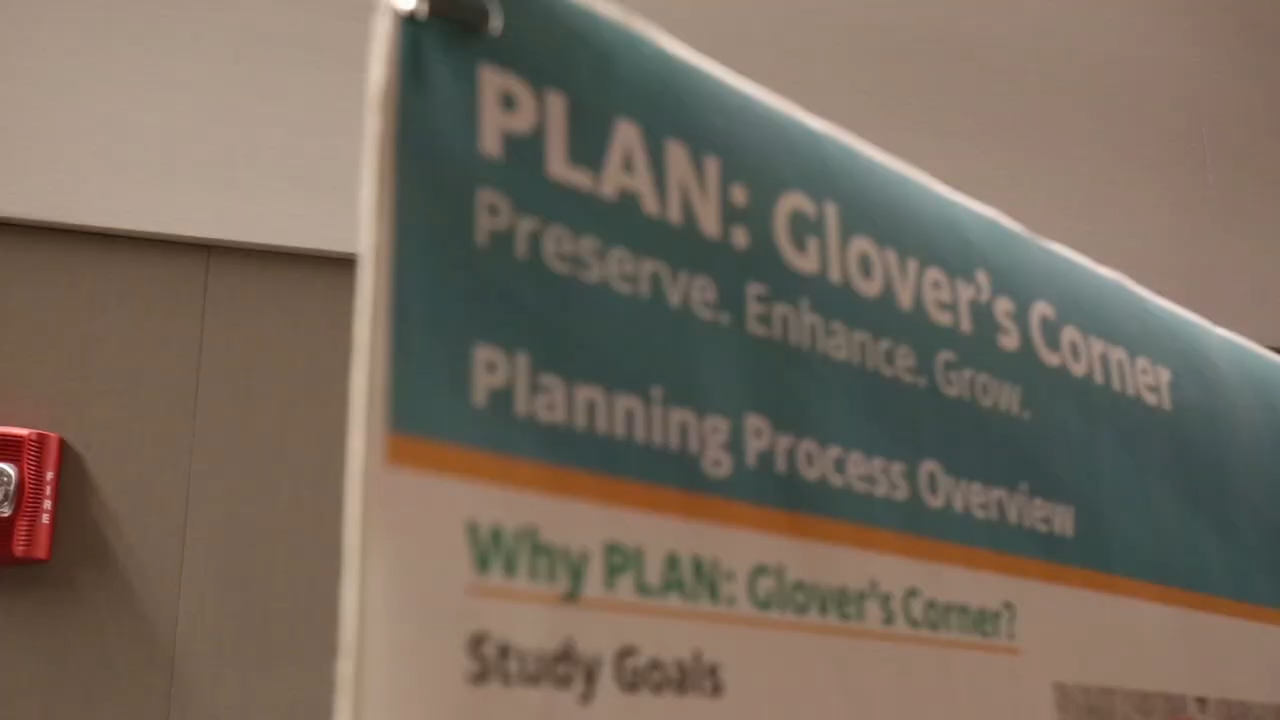 PLAN: Glover's Corner
Preserve. Enhance. Grow.
Planning Process Overview
Why PLAN: Glover's Corner?
Study Goals
FIRE